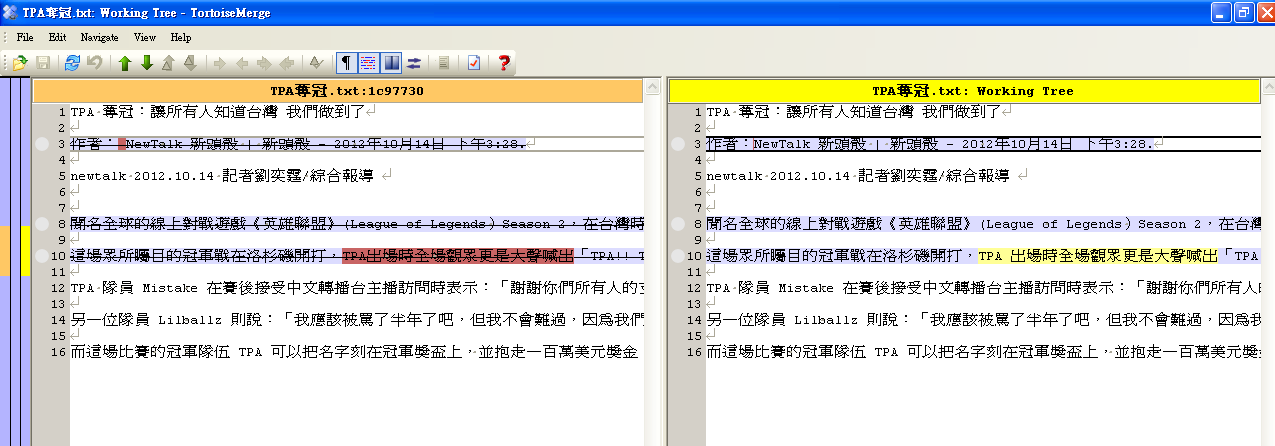 TPA奪冠.txt: Working Tree - TortoiseMerge
File Edit Navigate View Help
TPA奪冠.txt:1c97730
1 TPA 奪冠：讓所有人知道台灣 我們做到了
2
3 作者： NewTalk 新頭殼 | 新頭殼 – 2012年10月14日 下午3:28.
4
5 newtalk 2012.10.14 記者劉奕霆/綜合報導
6
7
8 聞名全球的線上對戰遊戲《英雄聯盟》(League of Legends) Season 2，在台灣時
9
10 這場眾所矚目的冠軍戰在洛杉磯開打，TPA出場時全場觀眾更是大聲喊出「TPA!! T
11
12 TPA 隊員 Mistake 在賽後接受中文轉播台主播訪問時表示：「謝謝你們所有人的支
13
14 另一位隊員 Lilballz 則說：「我應該被罵了半年了吧，但我不會難過，因為我們
15
16 而這場比賽的冠軍隊伍 TPA 可以把名字刻在冠軍獎盃上，並抱走一百萬美元獎金
TPA奪冠.txt: Working Tree
1 TPA 奪冠：讓所有人知道台灣 我們做到了
2
3 作者：NewTalk 新頭殼 | 新頭殼 – 2012年10月14日 下午3:28.
4
5 newtalk 2012.10.14 記者劉奕霆/綜合報導
6
7
8 聞名全球的線上對戰遊戲《英雄聯盟》(League of Legends) Season 2，在台灣
9
10 這場眾所矚目的冠軍戰在洛杉磯開打，TPA 出場時全場觀眾更是大聲喊出「TPA
11
12 TPA 隊員 Mistake 在賽後接受中文轉播台主播訪問時表示：「謝謝你們所有人
13
14 另一位隊員 Lilballz 則說：「我應該被罵了半年了吧，但我不會難過，因為我
15
16 而這場比賽的冠軍隊伍 TPA 可以把名字刻在冠軍獎盃上，並抱走一百萬美元獎